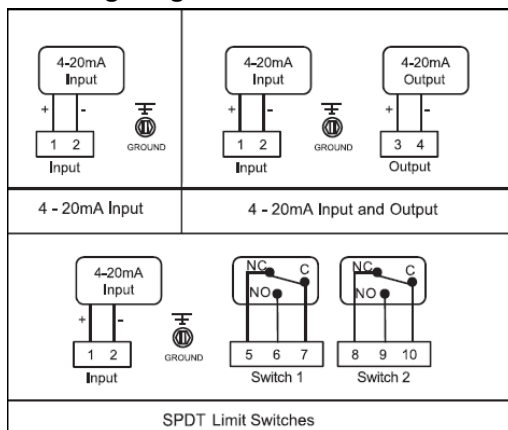 4-20mA
Input
+ -
1 2
Input
GROUND
4 - 20mA Input
4-20mA
Input
+ -
1 2
Input
GROUND
4-20mA
Output
+ -
3 4
Output
4 - 20mA Input and Output
4-20mA
Input
+ -
1 2
Input
GROUND
NC C
NO
5 6 7
Switch 1
NC C
NO
8 9 10
Switch 2
SPDT Limit Switches